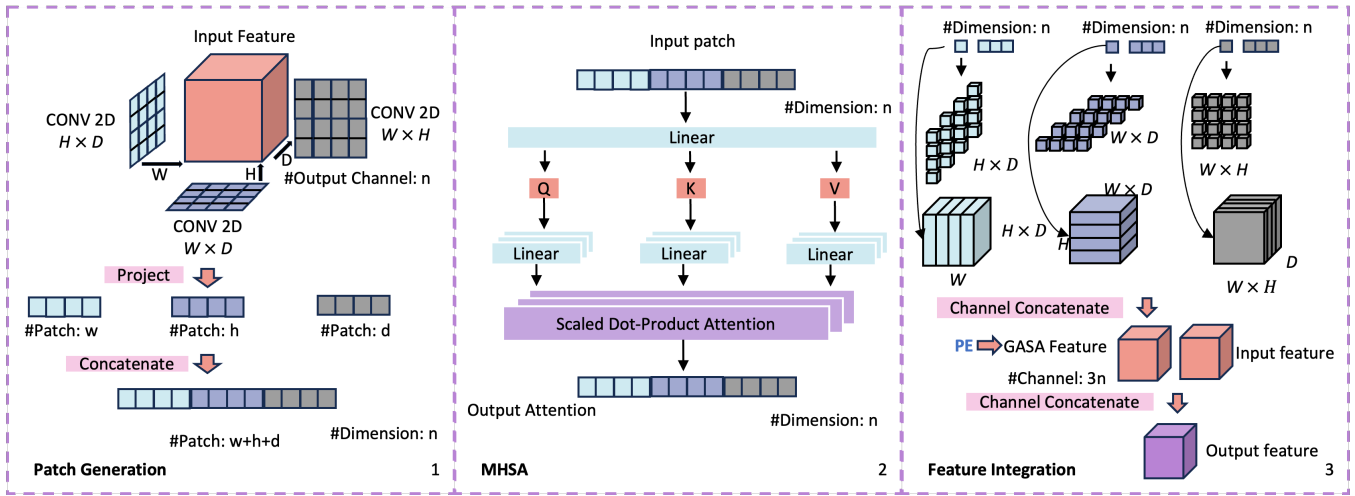 Input Feature
CONV 2D
H × D
CONV 2D
W × H
W
H
D
#Output Channel: n
CONV 2D
W × D
Project
#Patch: w
#Patch: h
#Patch: d
Concatenate
#Dimension: n
#Patch: w+h+d
Patch Generation
1
Input patch
#Dimension: n
Linear
Q
K
V
Linear
Linear
Linear
Scaled Dot-Product Attention
Output Attention
#Dimension: n
MHSA
2
#Dimension: n
#Dimension: n
#Dimension: n
H × D
W × D
W × H
W × D
H × D
H
W
D
W × H
Channel Concatenate
PE
GASA Feature
Input feature
#Channel: 3n
Channel Concatenate
Output feature
Feature Integration
3